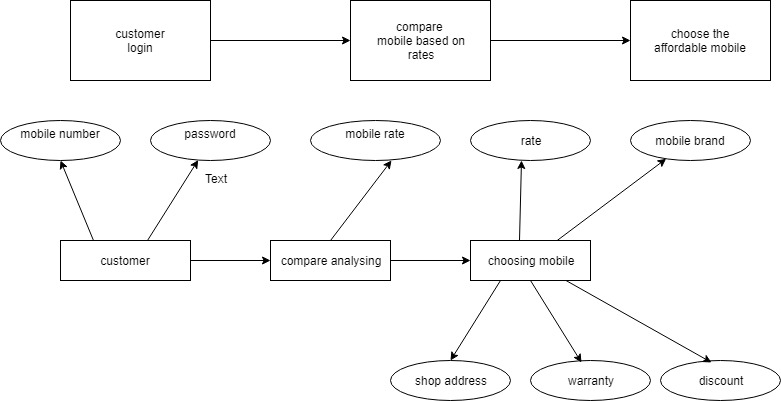 customer
login
compare
mobile based on
rates
choose the
affordable mobile
mobile number
password
mobile rate
rate
mobile brand
Text
customer
compare analysing
choosing mobile
shop address
warranty
discount